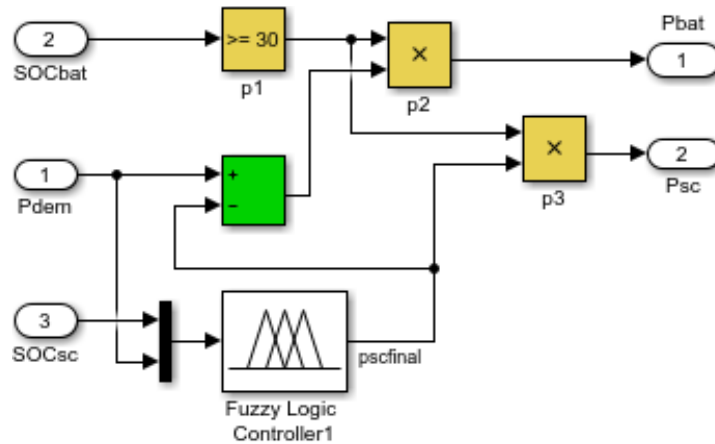 2
SOCbat
>= 30
p1
×
p2
Pbat
1
1
Pdem
+
−
×
p3
2
Psc
3
SOCsc
pscfinal
Fuzzy Logic
Controller1